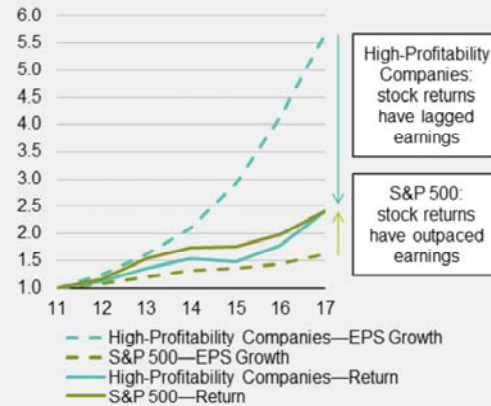 6.0
5.5
5.0
4.5
4.0
3.5
3.0
2.5
2.0
1.5
1.0
11 12 13 14 15 16 17
High-Profitability
Companies:
stock returns
have lagged
earnings
S&P 500:
stock returns
have outpaced
earnings
High-Profitability Companies—EPS Growth
S&P 500—EPS Growth
High-Profitability Companies—Return
S&P 500—Return